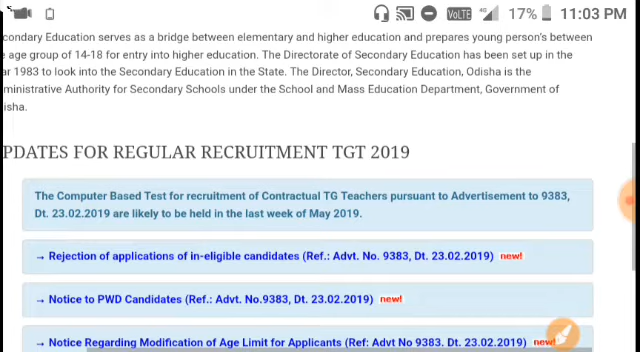 VoLTE 4G 17% 11:03 PM
condary Education serves as a bridge between elementary and higher education and prepares young person's between
e age group of 14-18 for entry into higher education. The Directorate of Secondary Education has been set up in the
ar 1983 to look into the Secondary Education in the State. The Director, Secondary Education, Odisha is the
ministrative Authority for Secondary Schools under the School and Mass Education Department, Government of
isha.
PDATES FOR REGULAR RECRUITMENT TGT 2019
The Computer Based Test for recruitment of Contractual TG Teachers pursuant to Advertisement to 9383,
Dt. 23.02.2019 are likely to be held in the last week of May 2019.
→ Rejection of applications of in-eligible candidates (Ref.: Advt. No. 9383, Dt. 23.02.2019) new!
→ Notice to PWD Candidates (Ref.: Advt. No.9383, Dt. 23.02.2019) new!
→ Notice Regarding Modification of Age Limit for Applicants (Ref: Advt No 9383. Dt. 23.02.2019) new!